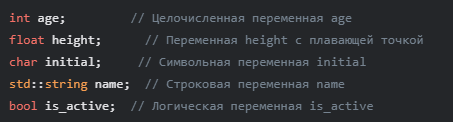 int age;         // Целочисленная переменная age
float height;      // Переменная height с плавающей точкой
char initial;     // Символьная переменная initial
std::string name;  // Строковая переменная name
bool is_active;  // Логическая переменная is_active